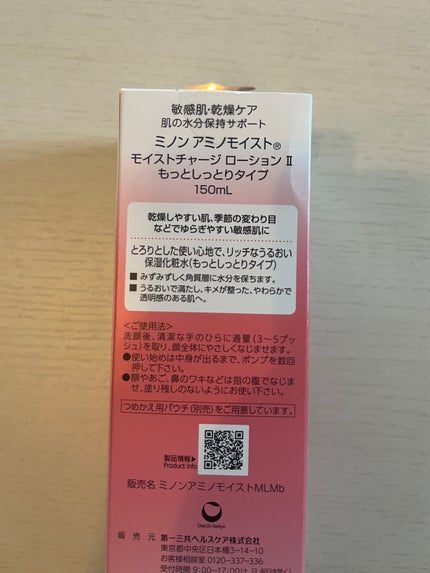 敏感肌・乾燥ケア
肌の水分保持サポート
ミノン アミノモイスト®
モイストチャージ ローション II
もっとしっとりタイプ
150mL
乾燥しやすい肌、季節の変わり目
などでゆらぎやすい敏感肌に
とろりとした使い心地で、リッチなうるおい
保湿化粧水(もっとしっとりタイプ)
■ みずみずしく角質層に水分を保ちます。
■ うるおいで満たし、キメが整った、やわらかで
透明感のある肌へ。
<ご使用法>
洗顔後、清潔な手のひらに適量(3〜5プッ
シュ)を取り、顔全体にやさしくなじませます。
●使い始めは中身が出るまで、ポンプを数回
押して下さい。
●額やあご、鼻のワキなどは指の腹でなじま
せ、塗り残しのないようにお使い下さい。
つめかえ用パウチ(別売)をご用意しています。
製品情報▶
Product Info
販売名 ミノンアミノモイストMLMb
Daiichi-Sankyo
販 売 元 第一三共ヘルスケア株式会社
東京都中央区日本橋3-14-10
お客様相談室 0120-337-336
受付時間 9:00〜17:00(土、日、祝日を除く)